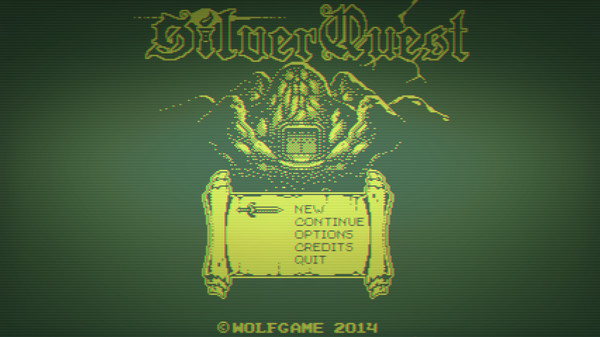 SilverQuest
NEW
CONTINUE
OPTIONS
CREDITS
QUIT
©WOLFGAME 2014